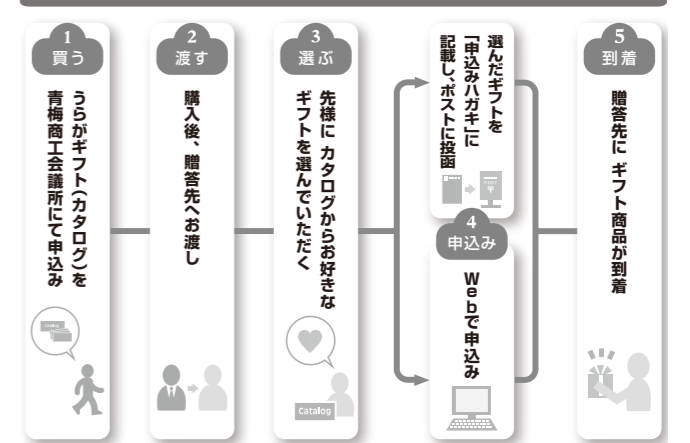 1
買う
うらがギフト(カタログ)を
青梅商工会議所にて申込み
Catalog
2
渡す
購入後、贈答先へお渡し
3
選ぶ
先様に カタログからお好きな
ギフトを選んでいただく
Catalog
選んだギフトを
「申込みハガキ」に
記載し、ポストに投函
POST
〒
4
申込み
Webで申込み
5
到着
贈答先に ギフト商品が到着